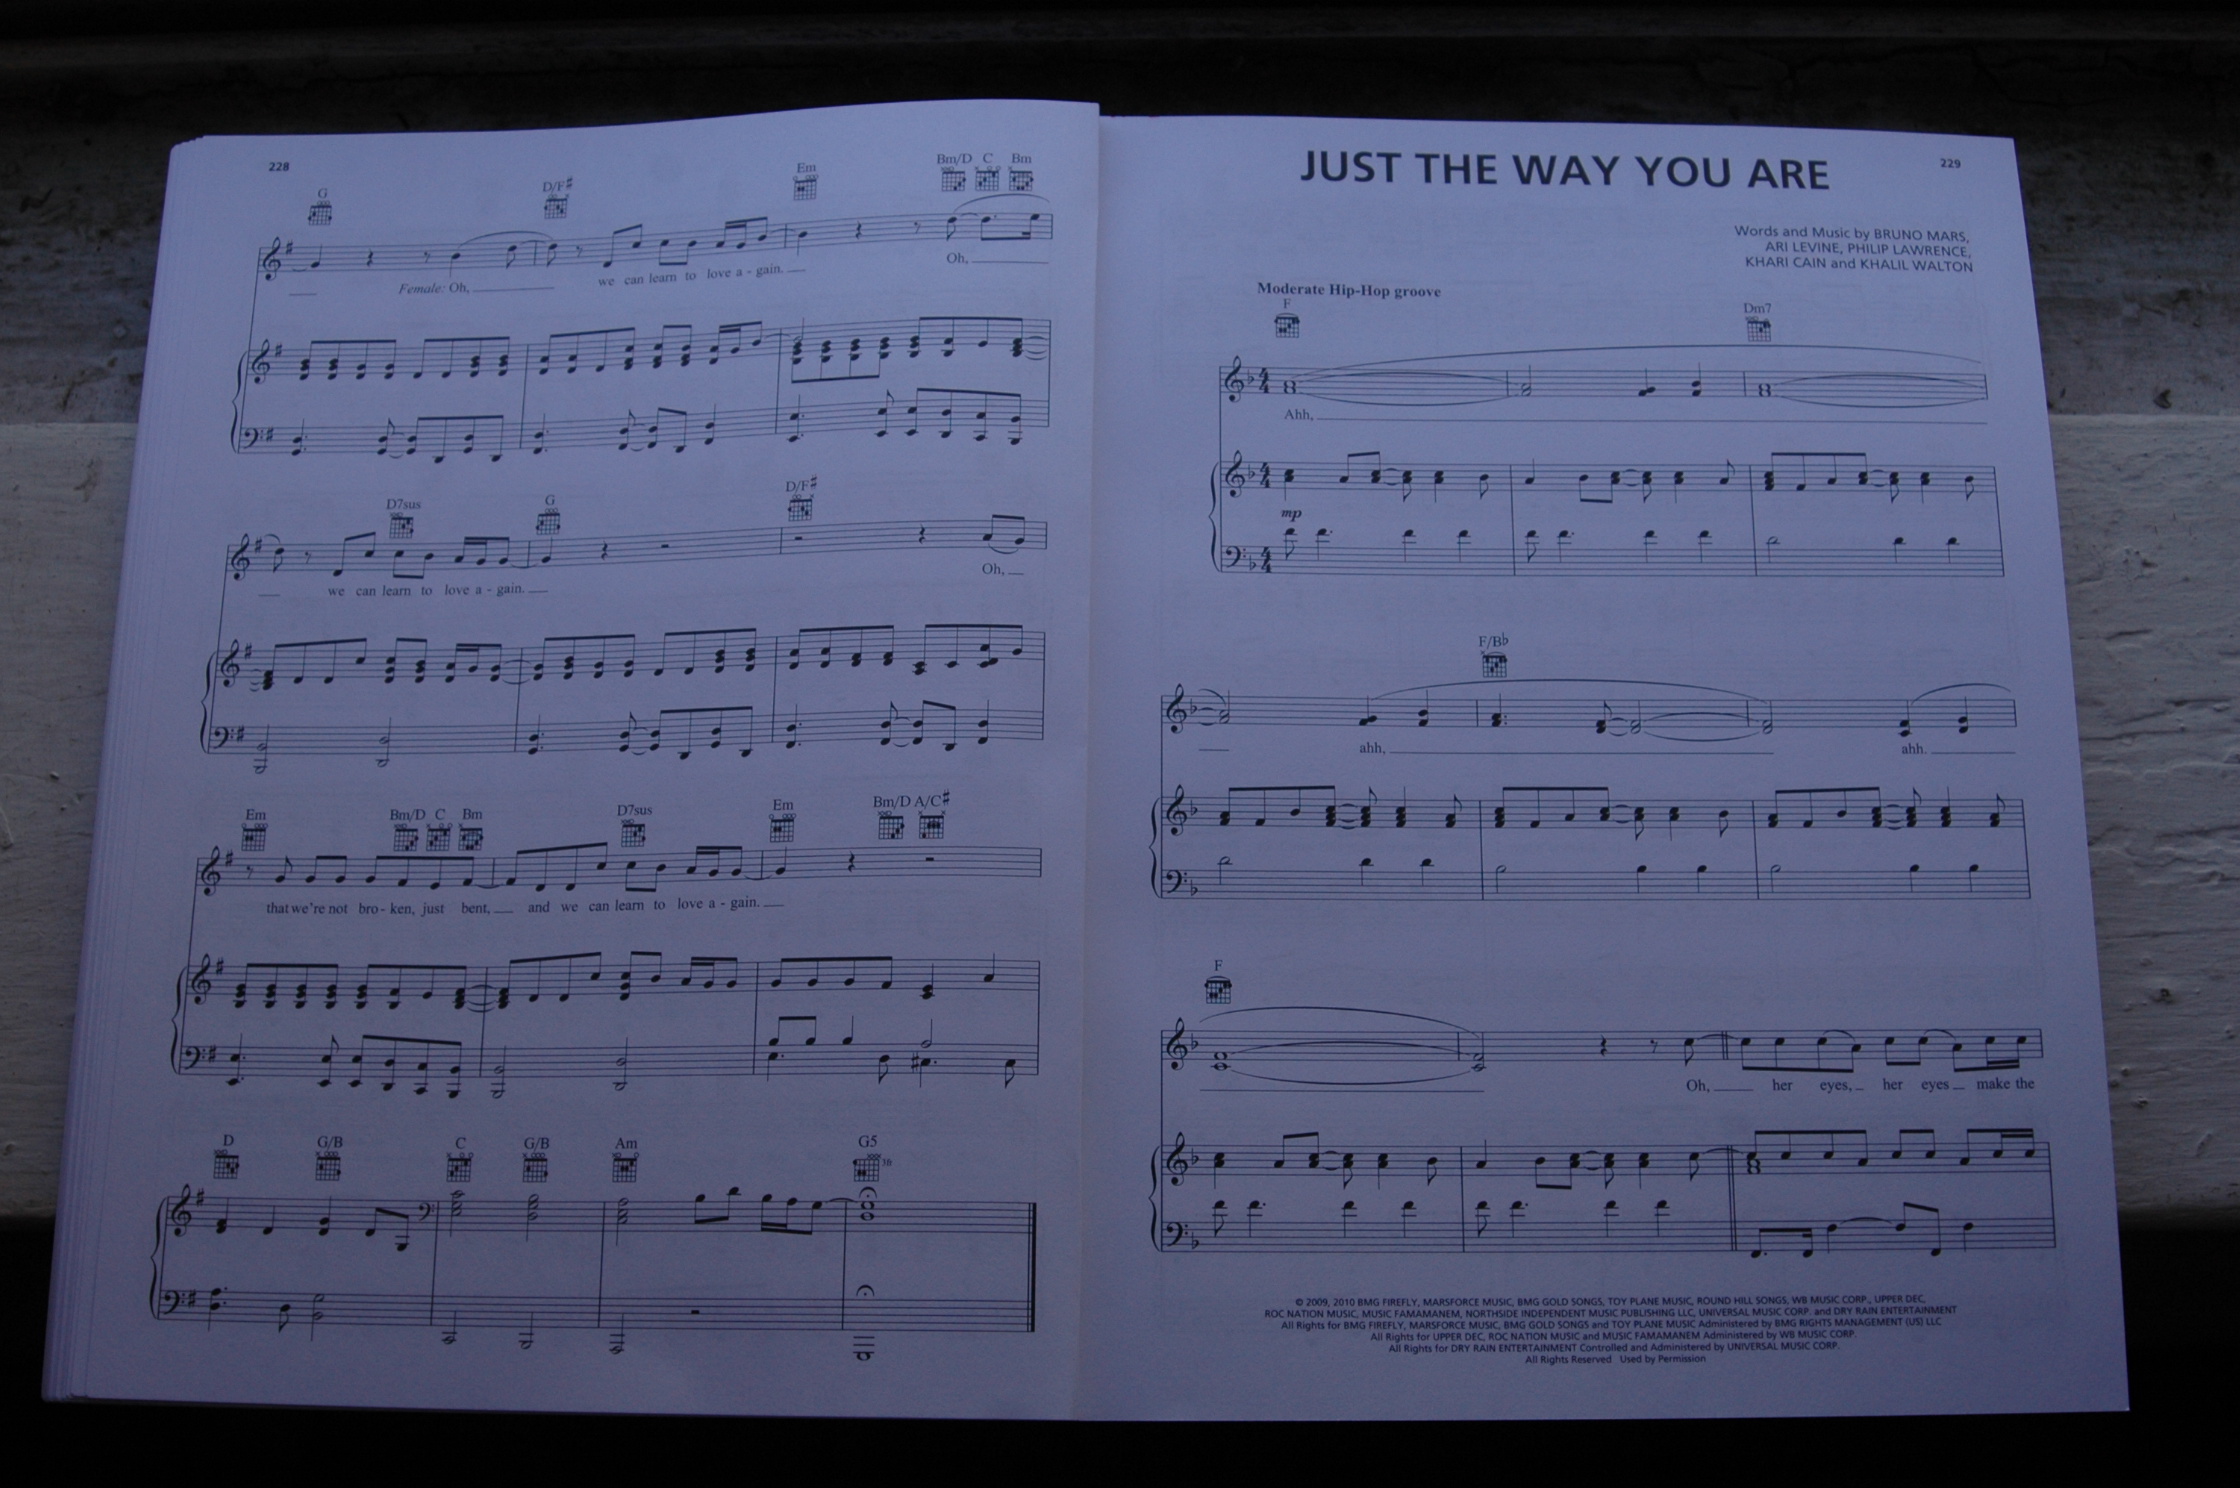 228
G
D/F#
Em
Bm/D C Bm
Female: Oh,
we can learn to love a - gain.
Oh,
D7sus
G
D/F#
we can learn to love a - gain.
Oh,
Em
Bm/D C Bm
D7sus
Em
Bm/D A/C#
that we're not bro - ken, just bent, and we can learn to love a - gain.
D
G/B
C
G/B
Am
G5
229
JUST THE WAY YOU ARE
Words and Music by BRUNO MARS,
ARI LEVINE, PHILIP LAWRENCE,
KHARI CAIN and KHALIL WALTON
Moderate Hip-Hop groove
F
Dm7
Ahh,
mp
F/B♭
ahh,
ahh.
F
Oh, her eyes, her eyes make the
© 2009, 2010 BMG FIREFLY, MARSFORCE MUSIC, BMG GOLD SONGS, TOY PLANE MUSIC, ROUND HILL SONGS, WB MUSIC CORP., UPPER DEC,
ROC NATION MUSIC, MUSIC FAMAMANEM, NORTHSIDE INDEPENDENT MUSIC PUBLISHING LLC, UNIVERSAL MUSIC CORP. and DRY RAIN ENTERTAINMENT
All Rights for BMG FIREFLY, MARSFORCE MUSIC, BMG GOLD SONGS and TOY PLANE MUSIC Administered by BMG RIGHTS MANAGEMENT (US) LLC
All Rights for UPPER DEC, ROC NATION MUSIC and MUSIC FAMAMANEM Administered by WB MUSIC CORP.
All Rights for DRY RAIN ENTERTAINMENT Controlled and Administered by UNIVERSAL MUSIC CORP.
All Rights Reserved Used by Permission